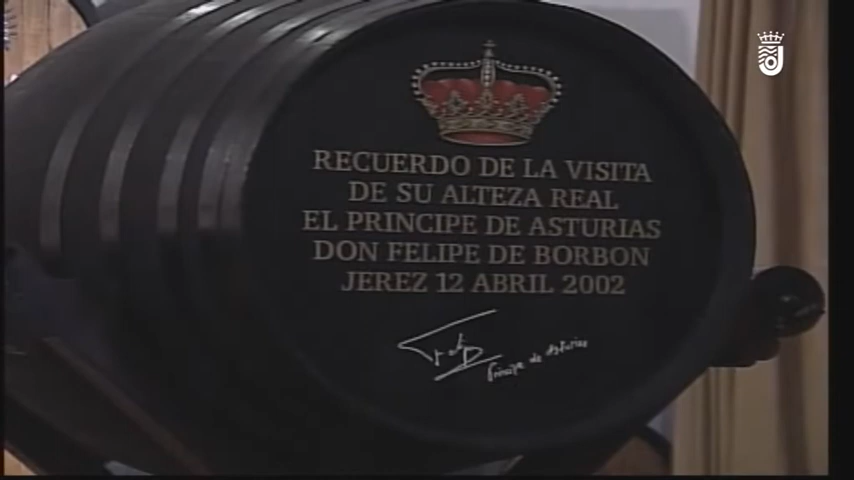 RECUERDO DE LA VISITA
DE SU ALTEZA REAL
EL PRINCIPE DE ASTURIAS
DON FELIPE DE BORBON
JEREZ 12 ABRIL 2002
Príncipe de Asturias